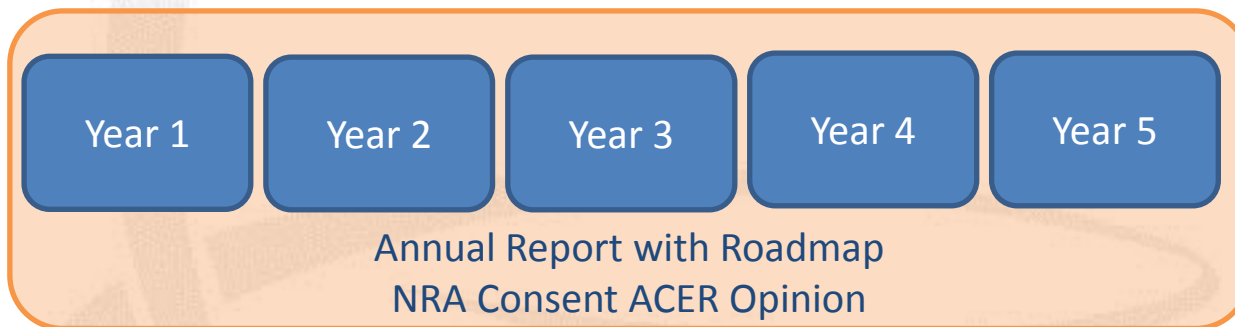 Year 1
Year 2
Year 3
Year 4
Year 5
Annual Report with Roadmap
NRA Consent ACER Opinion